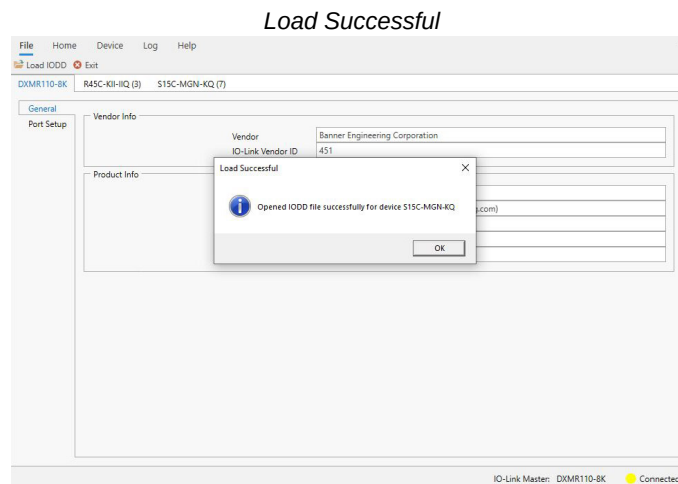 Load Successful
File Home Device Log Help
Load IODD Exit
DXMR110-8K R45C-KII-IIQ (3) S15C-MGN-KQ (7)
General
Port Setup
Vendor Info
Vendor Banner Engineering Corporation
IO-Link Vendor ID 451
Product Info
Load Successful
Opened IODD file successfully for device S15C-MGN-KQ
.com)
OK
IO-Link Master: DXMR110-8K Connected